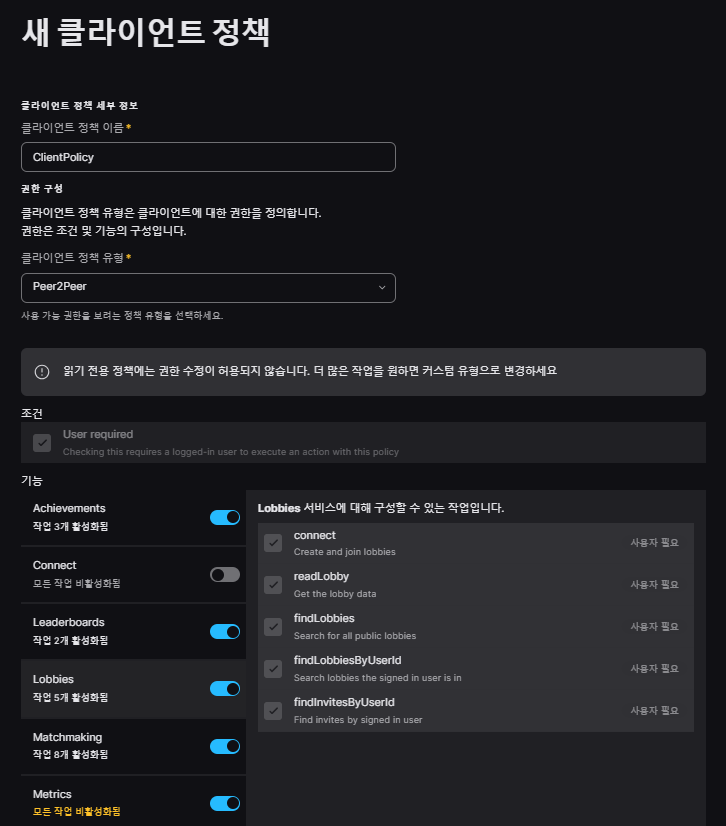 새 클라이언트 정책
클라이언트 정책 세부 정보
클라이언트 정책 이름*
ClientPolicy
권한 구성
클라이언트 정책 유형은 클라이언트에 대한 권한을 정의합니다.
권한은 조건 및 기능의 구성입니다.
클라이언트 정책 유형*
Peer2Peer
사용 가능 권한을 보려는 정책 유형을 선택하세요.
읽기 전용 정책에는 권한 수정이 허용되지 않습니다. 더 많은 작업을 원하면 커스텀 유형으로 변경하세요
조건
User required
Checking this requires a logged-in user to execute an action with this policy
기능
Achievements
작업 3개 활성화됨
Connect
모든 작업 비활성화됨
Leaderboards
작업 2개 활성화됨
Lobbies
작업 5개 활성화됨
Matchmaking
작업 8개 활성화됨
Metrics
모든 작업 비활성화됨
Lobbies 서비스에 대해 구성할 수 있는 작업입니다.
connect
Create and join lobbies
사용자 필요
readLobby
Get the lobby data
사용자 필요
findLobbies
Search for all public lobbies
사용자 필요
findLobbiesByUserId
Search lobbies the signed in user is in
사용자 필요
findInvitesByUserId
Find invites by signed in user
사용자 필요